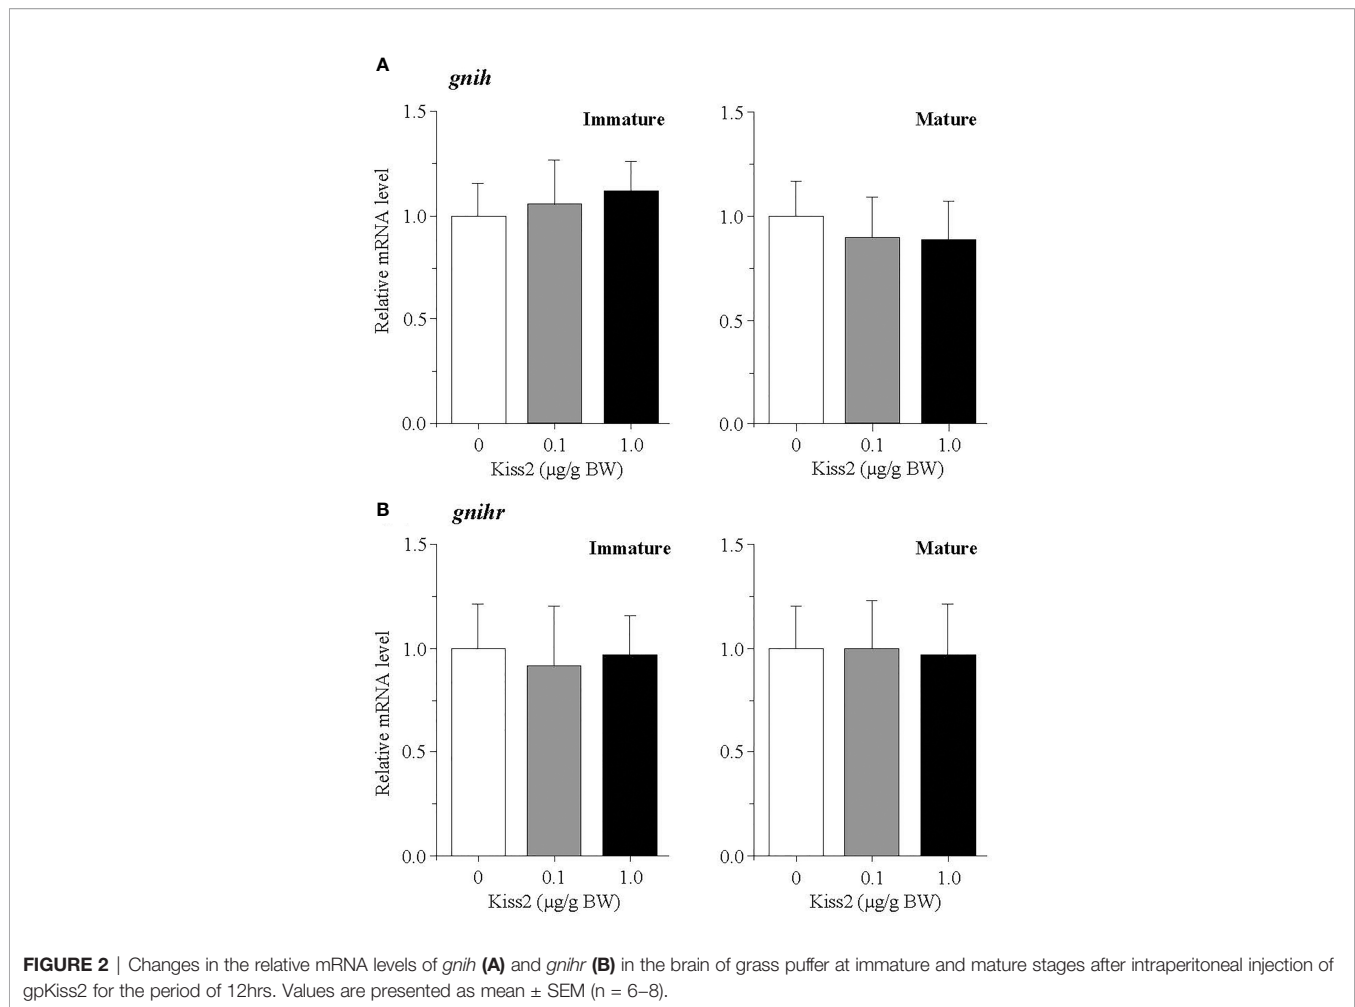 A
gnih
Immature
Relative mRNA level
1.5
1.0
0.5
0.0
0 0.1 1.0
Kiss2 (µg/g BW)
Mature
1.5
1.0
0.5
0.0
0 0.1 1.0
Kiss2 (µg/g BW)
B
gnihr
Immature
Relative mRNA level
1.5
1.0
0.5
0.0
0 0.1 1.0
Kiss2 (µg/g BW)
Mature
1.5
1.0
0.5
0.0
0 0.1 1.0
Kiss2 (µg/g BW)
FIGURE 2 | Changes in the relative mRNA levels of gnih (A) and gnihr (B) in the brain of grass puffer at immature and mature stages after intraperitoneal injection of
gpKiss2 for the period of 12hrs. Values are presented as mean ± SEM (n = 6–8).